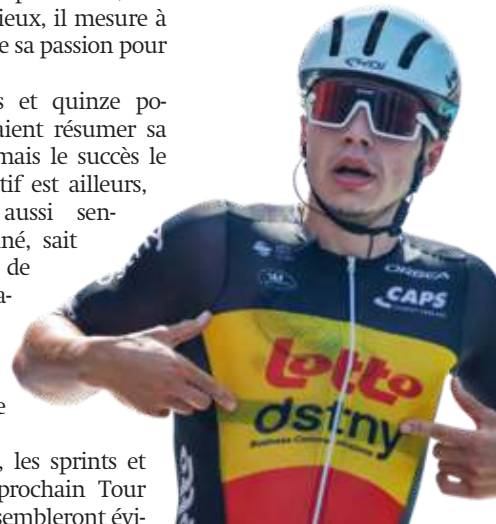 ieux, il mesure à
e sa passion pour
s et quinze po-
aient résumer sa
mais le succès le
tif est ailleurs,
aussi sen-
né, sait
de
a-
e
, les sprints et
prochain Tour
sembleront évi-
EKOI
ORBEA
CAPS
Lotto
dstny